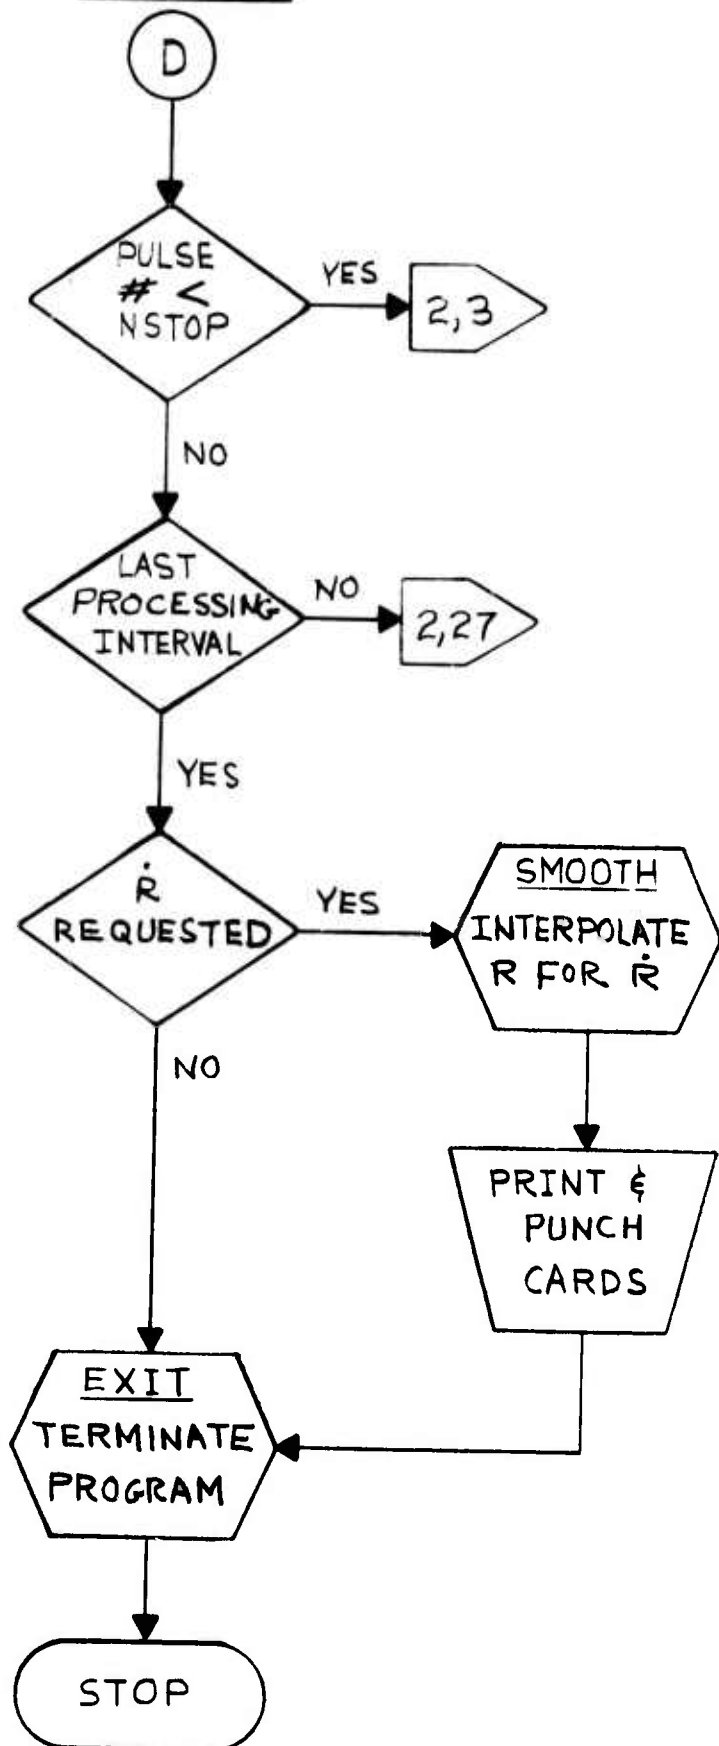 D
PULSE
# <
NSTOP
YES
2,3
NO
LAST
PROCESSING
INTERVAL
NO
2,27
YES
Ṙ
REQUESTED
YES
SMOOTH
INTERPOLATE
R FOR Ṙ
NO
PRINT &
PUNCH
CARDS
EXIT
TERMINATE
PROGRAM
STOP